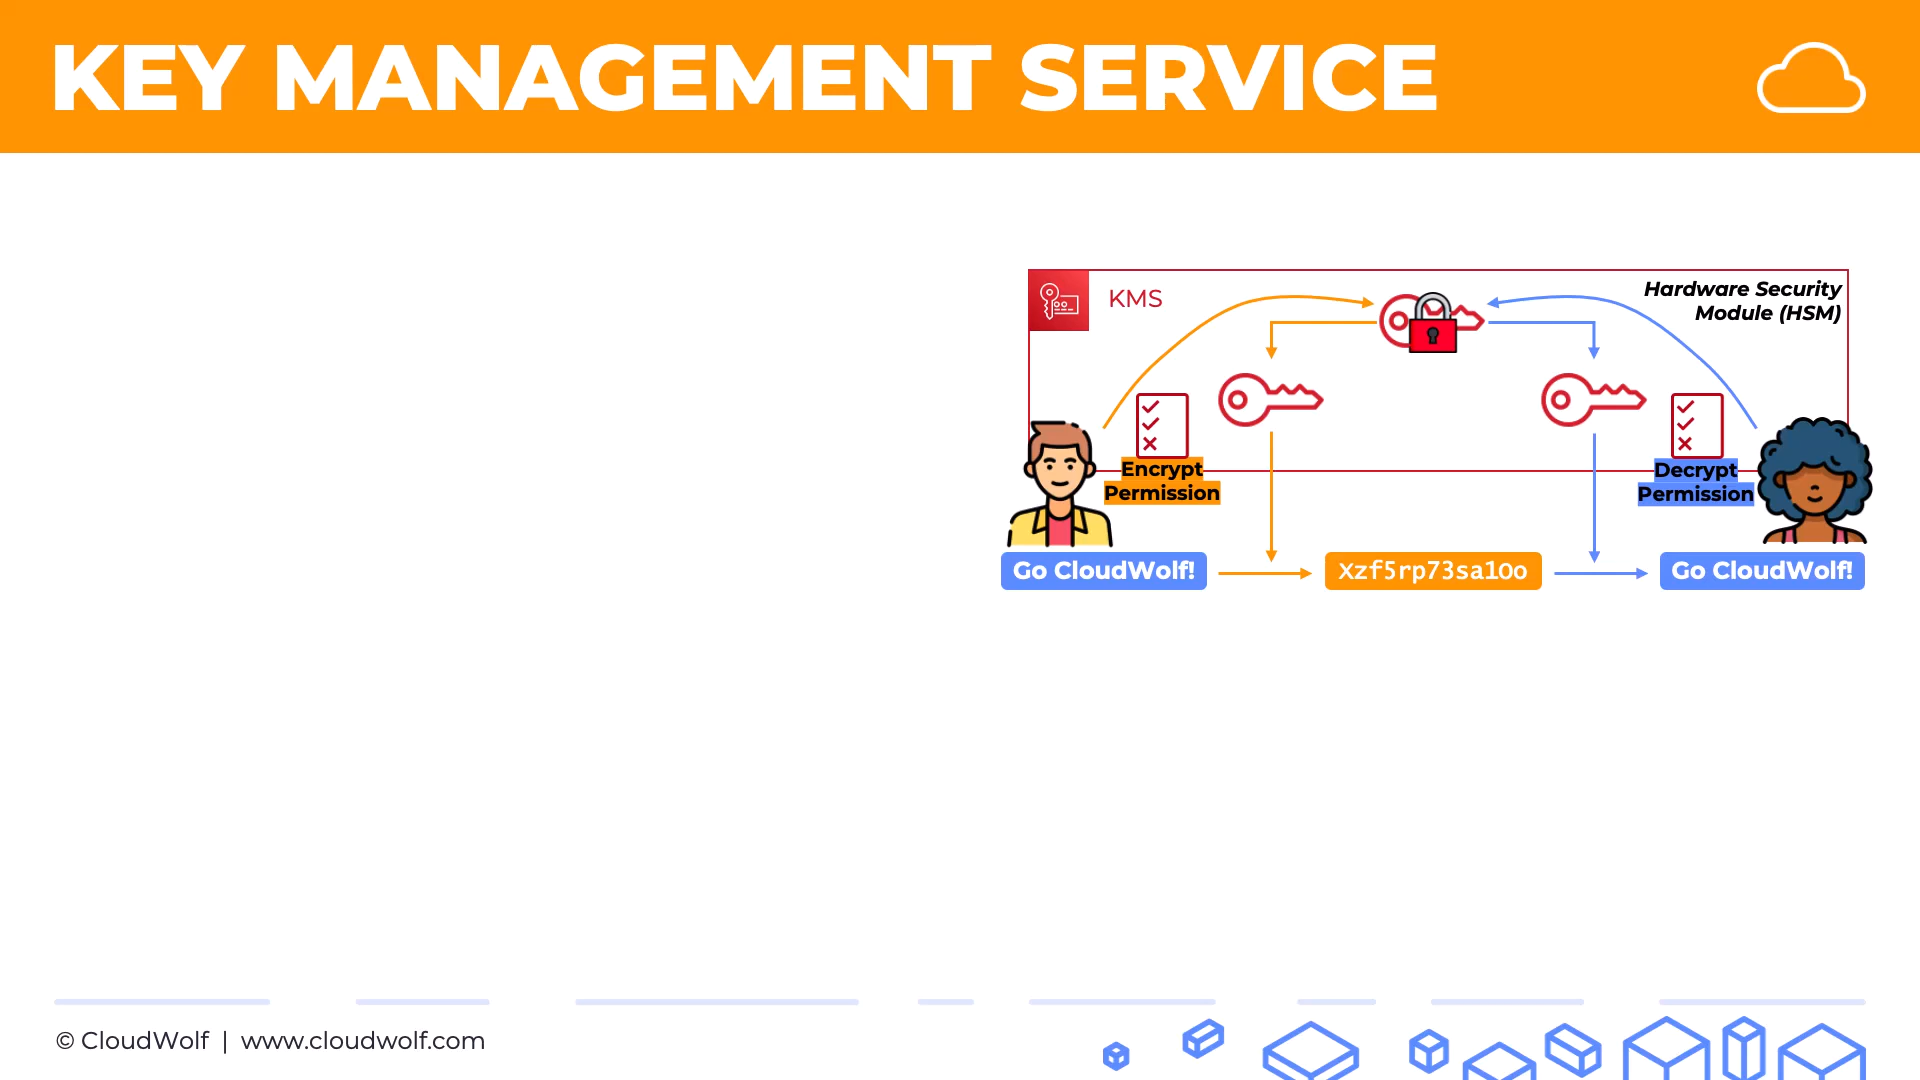 KEY MANAGEMENT SERVICE
KMS
Hardware Security
Module (HSM)
Encrypt
Permission
Decrypt
Permission
Go CloudWolf!
xzf5rp73sa10o
Go CloudWolf!
© CloudWolf | www.cloudwolf.com